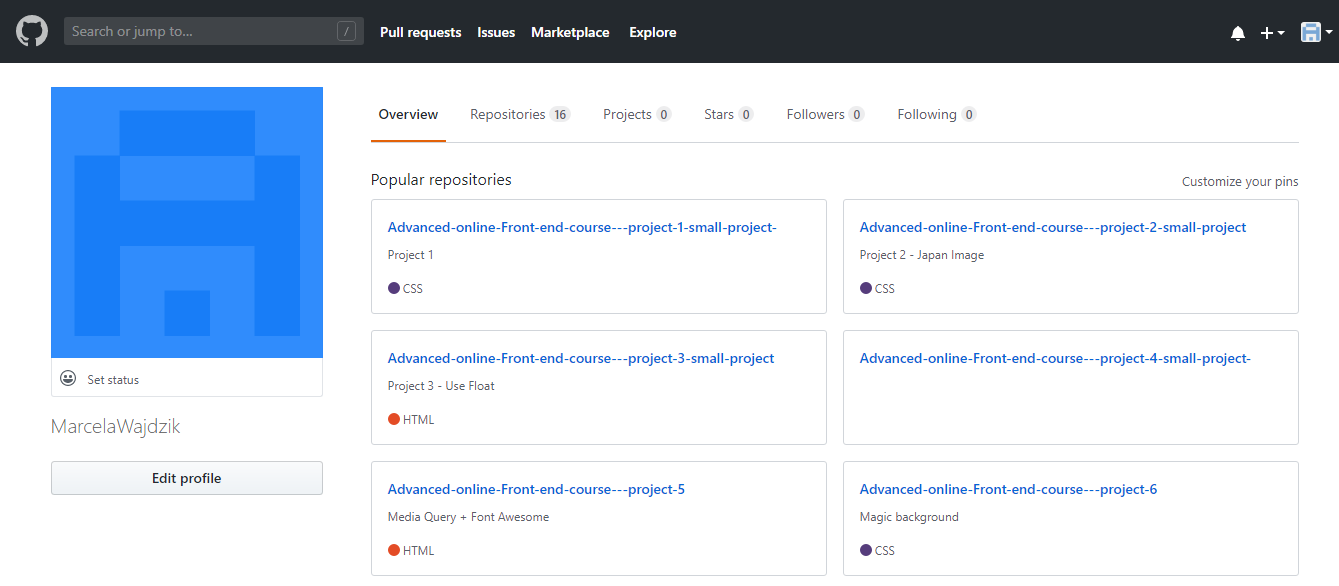 Search or jump to... /
Pull requests Issues Marketplace Explore
Overview Repositories 16 Projects 0 Stars 0 Followers 0 Following 0
Popular repositories Customize your pins
Advanced-online-Front-end-course---project-1-small-project-
Project 1
CSS
Advanced-online-Front-end-course---project-2-small-project
Project 2 - Japan Image
CSS
Advanced-online-Front-end-course---project-3-small-project
Project 3 - Use Float
HTML
Advanced-online-Front-end-course---project-4-small-project-
Advanced-online-Front-end-course---project-5
Media Query + Font Awesome
HTML
Advanced-online-Front-end-course---project-6
Magic background
CSS
Set status
MarcelaWajdzik
Edit profile